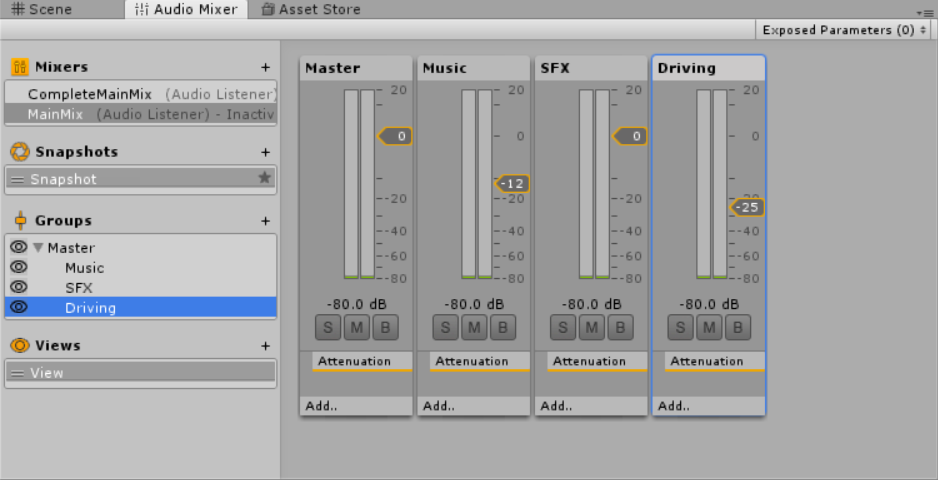 Scene Audio Mixer Asset Store
Exposed Parameters (0)
Mixers +
CompleteMainMix (Audio Listener)
MainMix (Audio Listener) - Inactiv
Snapshots +
Snapshot
Groups +
Master
Music
SFX
Driving
Views +
View
Master Music SFX Driving
20 20 20 20
0 0 0 0
-12
-20 -20 -20 -20
-25
-40 -40 -40 -40
-60 -60 -60 -60
-80 -80 -80 -80
-80.0 dB -80.0 dB -80.0 dB -80.0 dB
S M B S M B S M B S M B
Attenuation Attenuation Attenuation Attenuation
Add.. Add.. Add.. Add..